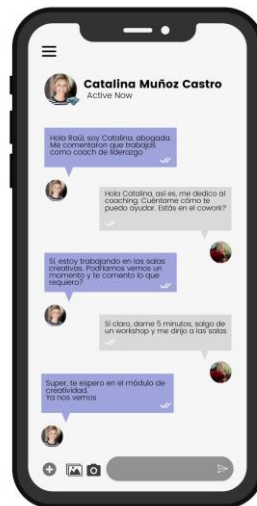 Catalina Muñoz Castro
Active Now
Hola Raúl, soy Catalina, abogada.
Me comentaron que trabajas
como coach de liderazgo
Hola Catalina, así es, me dedico al
coaching. Cuéntame cómo te
puedo ayudar. Estás en el cowork?
Si, estoy trabajando en las salas
creativas. Podríamos vernos un
momento y te comento lo que
requiero?
Si claro, dame 5 minutos, salgo de
un workshop y me dirijo a las salas
Super, te espero en el módulo de
creatividad.
Ya nos vemos